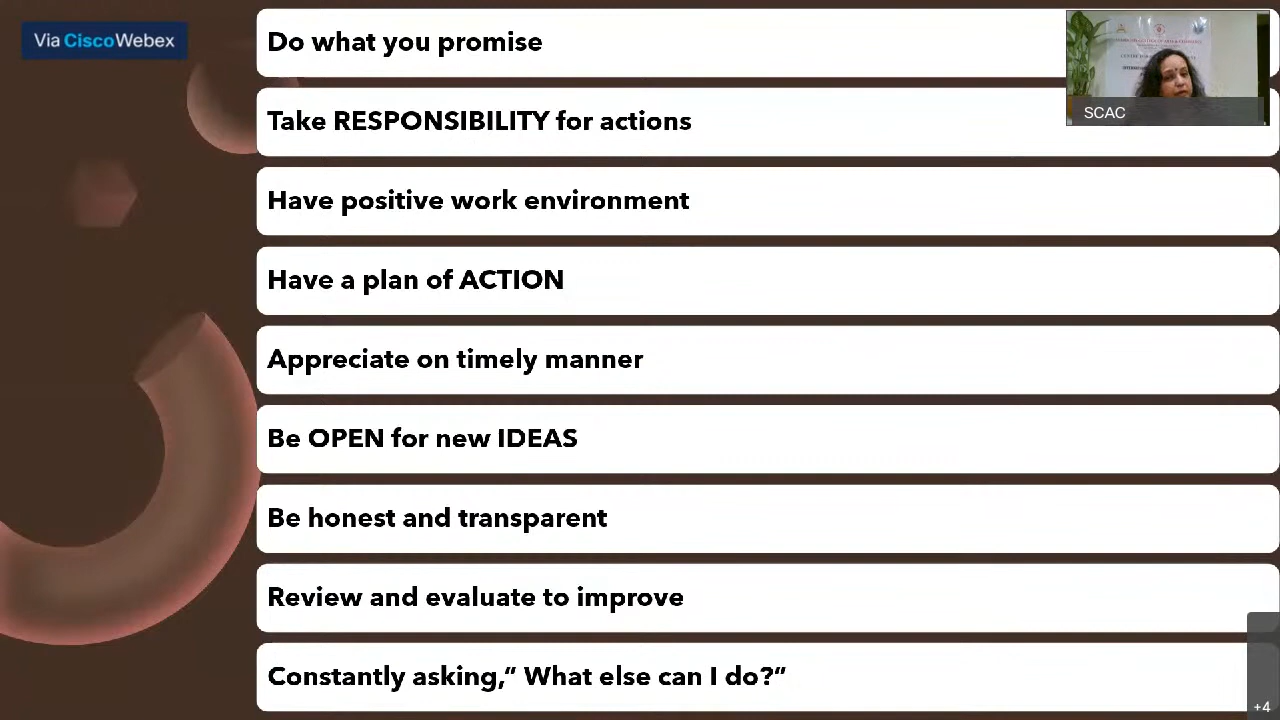 Via CiscoWebex
Do what you promise
SCAC
Take RESPONSIBILITY for actions
Have positive work environment
Have a plan of ACTION
Appreciate on timely manner
Be OPEN for new IDEAS
Be honest and transparent
Review and evaluate to improve
Constantly asking,” What else can I do?”
+4